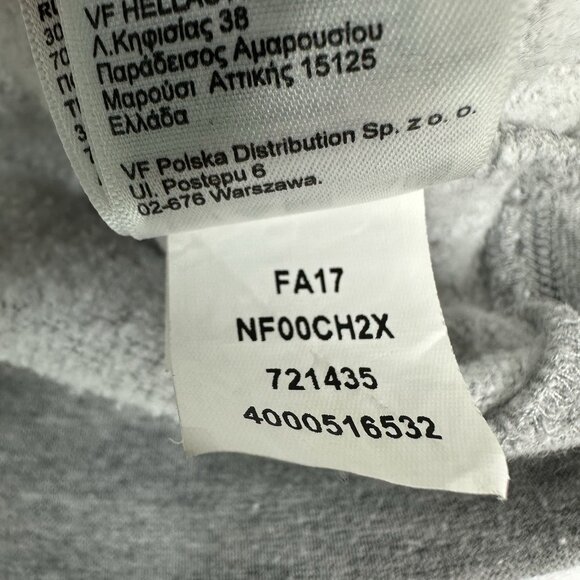 VF HELLAS
Λ.Κηφισίας 38
Παράδεισος Αμαρουσίου
Μαρούσι Αττικής 15125
Ελλάδα
VF Polska Distribution Sp. z o. o.
Ul. Postępu 6
02-676 Warszawa.
FA17
NF00CH2X
721435
4000516532